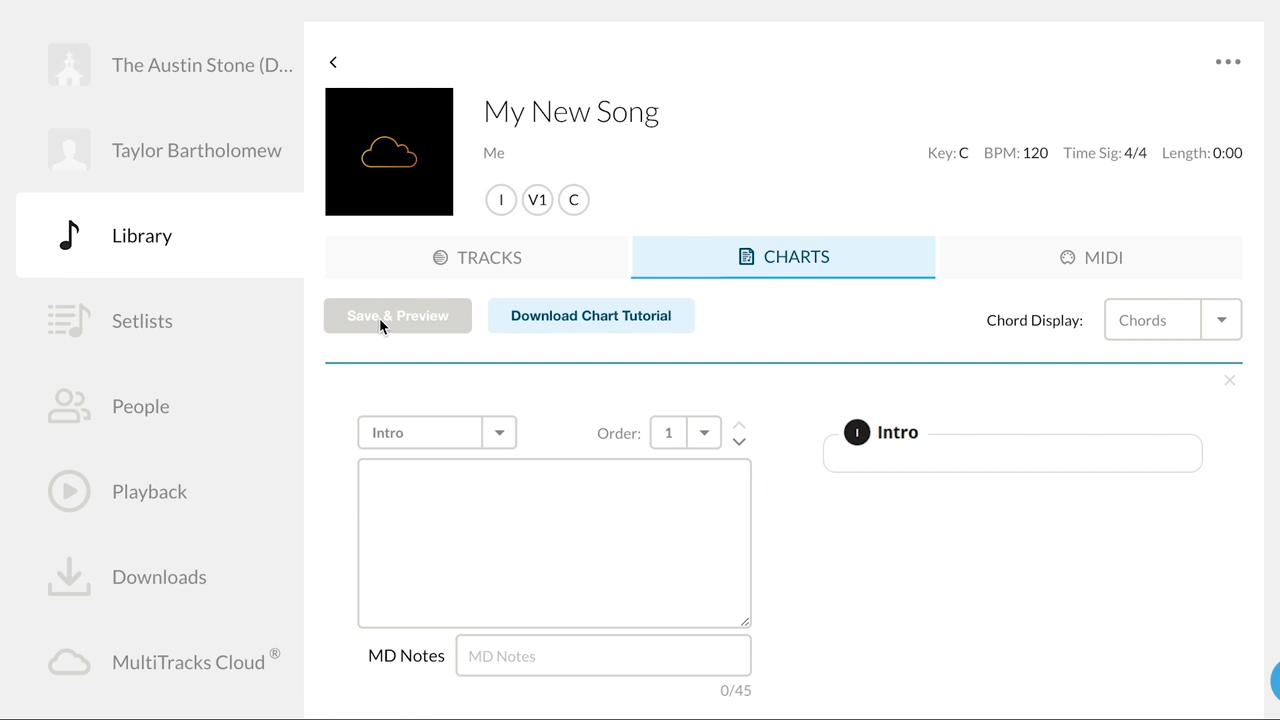 The Austin Stone (D...
Taylor Bartholomew
Library
Setlists
People
Playback
Downloads
MultiTracks Cloud ®
My New Song
Me
Key: C BPM: 120 Time Sig: 4/4 Length: 0:00
I V1 C
TRACKS CHARTS MIDI
Save & Preview Download Chart Tutorial Chord Display: Chords
Intro Order: 1
I Intro
MD Notes MD Notes
0/45